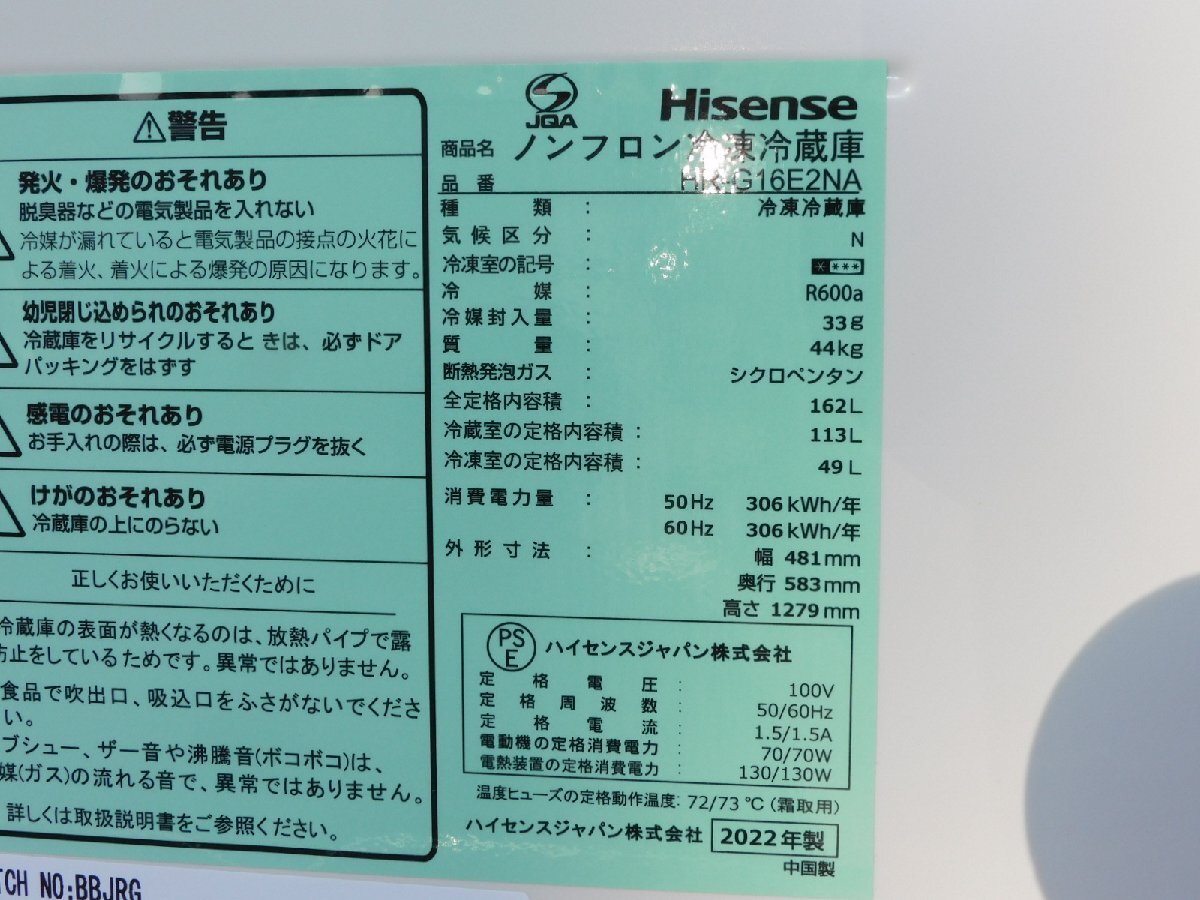 ⚠警告
発火・爆発のおそれあり
脱臭器などの電気製品を入れない
冷媒が漏れていると電気製品の接点の火花に
よる着火、着火による爆発の原因になります。
幼児閉じ込められのおそれあり
冷蔵庫をリサイクルすると きは、必ずドア
パッキングをはずす
感電のおそれあり
お手入れの際は、必ず電源プラグを抜く
けがのおそれあり
冷蔵庫の上にのらない
正しくお使いいただくために
冷蔵庫の表面が熱くなるのは、放熱パイプで露
防止をしているためです。異常ではありません。
食品で吹出口、吸込口をふさがないでくださ
い。
ブシュー、ザー音や沸騰音(ボコボコ)は、
媒(ガス)の流れる音で、異常ではありません。
詳しくは取扱説明書をご参照ください。
TCH NO:BBJRG
JQA
Hisense
商品名 ノンフロン冷凍冷蔵庫
品番 HR-G16E2NA
種類 : 冷凍冷蔵庫
気候区分 : N
冷凍室の記号 : ****
冷媒 : R600a
冷媒封入量 : 33g
質量 : 44kg
断熱発泡ガス : シクロペンタン
全定格内容積 : 162L
冷蔵室の定格内容積 : 113L
冷凍室の定格内容積 : 49L
消費電力量 : 50Hz 306kWh/年
60Hz 306kWh/年
外形寸法 : 幅 481mm
奥行 583mm
高さ 1279mm
PSE ハイセンスジャパン株式会社
定格電圧 : 100V
定格周波数 : 50/60Hz
定格電流 : 1.5/1.5A
電動機の定格消費電力 : 70/70W
電熱装置の定格消費電力 : 130/130W
温度ヒューズの定格動作温度: 72/73℃(霜取用)
ハイセンスジャパン株式会社 2022年製
中国製